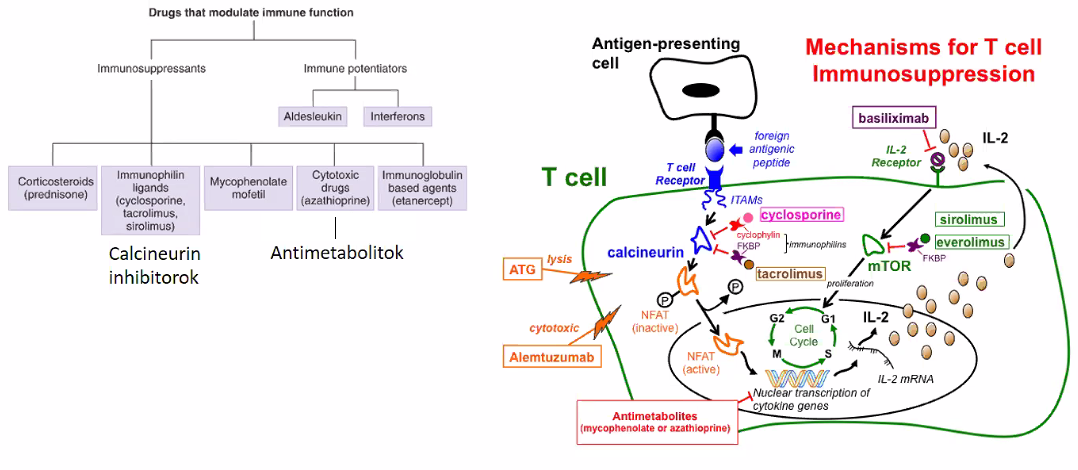 Drugs that modulate immune function
Immunosuppressants
Immune potentiators
Aldesleukin
Interferons
Corticosteroids
(prednisone)
Immunophilin
ligands
(cyclosporine,
tacrolimus,
sirolimus)
Mycophenolate
mofetil
Cytotoxic
drugs
(azathioprine)
Immunoglobulin
based agents
(etanercept)
Calcineurin
inhibitorok
Antimetabolitok
Mechanisms for T cell
Immunosuppression
Antigen-presenting
cell
foreign
antigenic
peptide
T cell
Receptor
ITAMs
T cell
basiliximab
IL-2
IL-2
Receptor
cyclosporine
cyclophylin
FKBP
immunophilins
calcineurin
tacrolimus
sirolimus
everolimus
FKBP
mTOR
proliferation
ATG
lysis
cytotoxic
Alemtuzumab
P
P
NFAT
(inactive)
NFAT
(active)
G2
G1
Cell
Cycle
M
S
IL-2
IL-2 mRNA
Nuclear transcription of
cytokine genes
Antimetabolites
(mycophenolate or azathioprine)